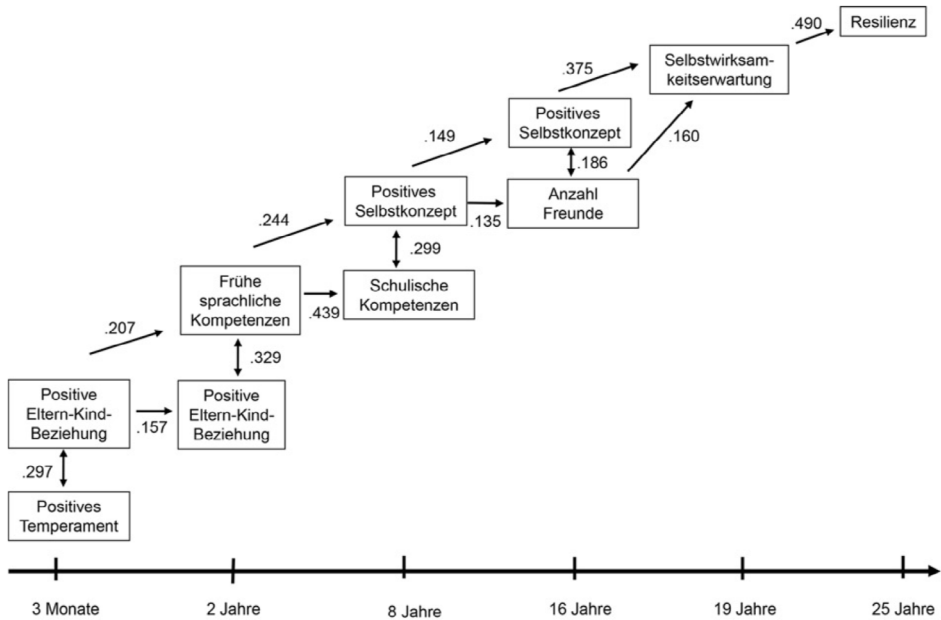 .490
Resilienz
.375
Selbstwirksam-
keitserwartung
.149
Positives
Selbstkonzept
.160
.186
.244
Positives
Selbstkonzept
.135
Anzahl
Freunde
.299
.207
Frühe
sprachliche
Kompetenzen
.439
Schulische
Kompetenzen
.329
Positive
Eltern-Kind-
Beziehung
.157
Positive
Eltern-Kind-
Beziehung
.297
Positives
Temperament
3 Monate
2 Jahre
8 Jahre
16 Jahre
19 Jahre
25 Jahre